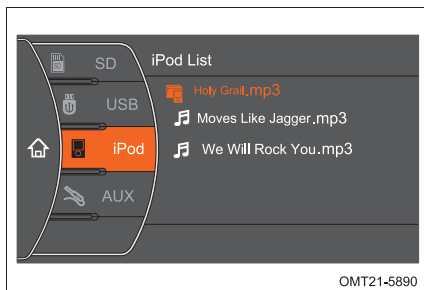 SD
iPod List
Holy Grail.mp3
USB
Moves Like Jagger.mp3
iPod
We Will Rock You.mp3
AUX
OMT21-5890